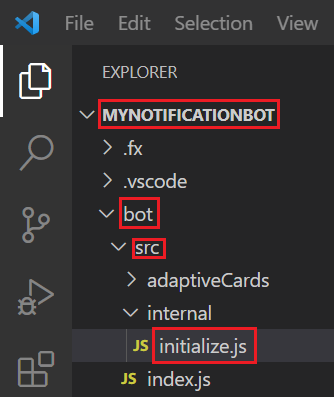 File Edit Selection View
EXPLORER
MYNOTIFICATIONBOT
.fx
.vscode
bot
src
adaptiveCards
internal
JS initialize.js
JS index.js